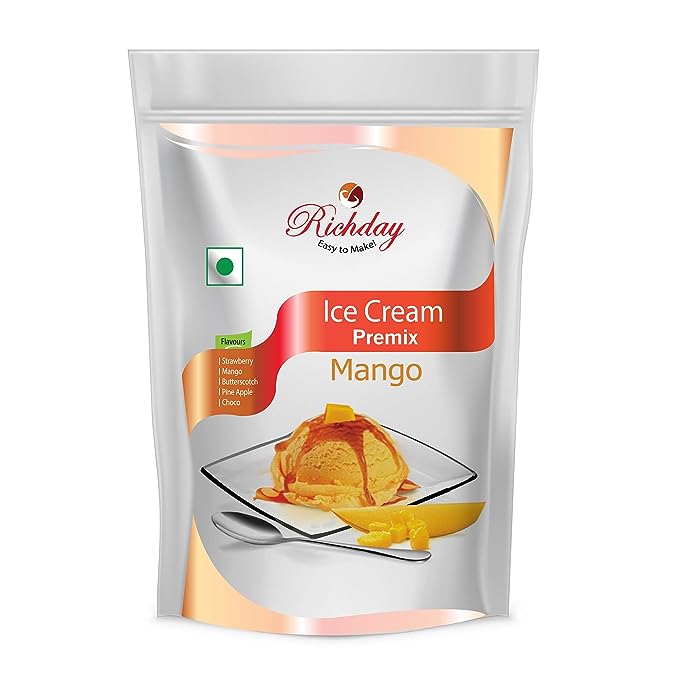 Richday
Easy to Make!
Ice Cream
Premix
Mango
Flavours
| Strawberry
| Mango
| Butterscotch
| Pine Apple
| Choco